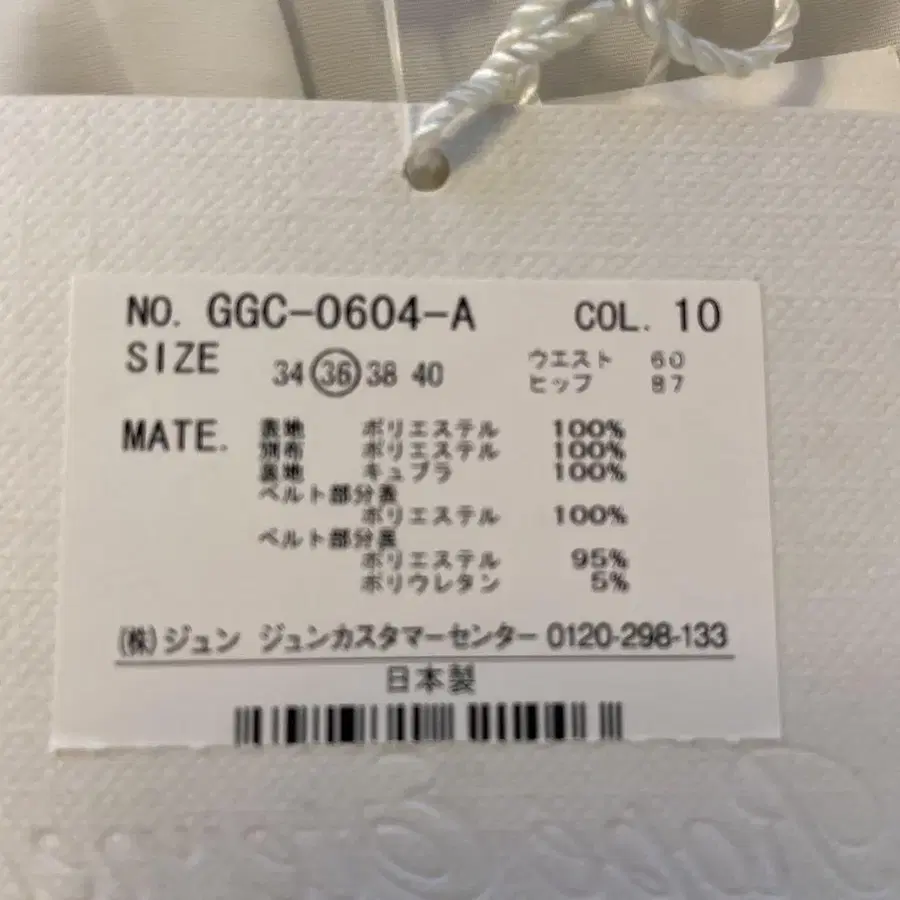 NO. GGC-0604-A COL. 10
SIZE 34 36 38 40 ウエスト 60
ヒップ 87
MATE. 表地 ポリエステル 100%
別布 ポリエステル 100%
裏地 キュプラ 100%
ベルト部分表
ポリエステル 100%
ベルト部分裏
ポリエステル 95%
ポリウレタン 5%
(株)ジュン ジュンカスタマーセンター 0120-298-133
日本製